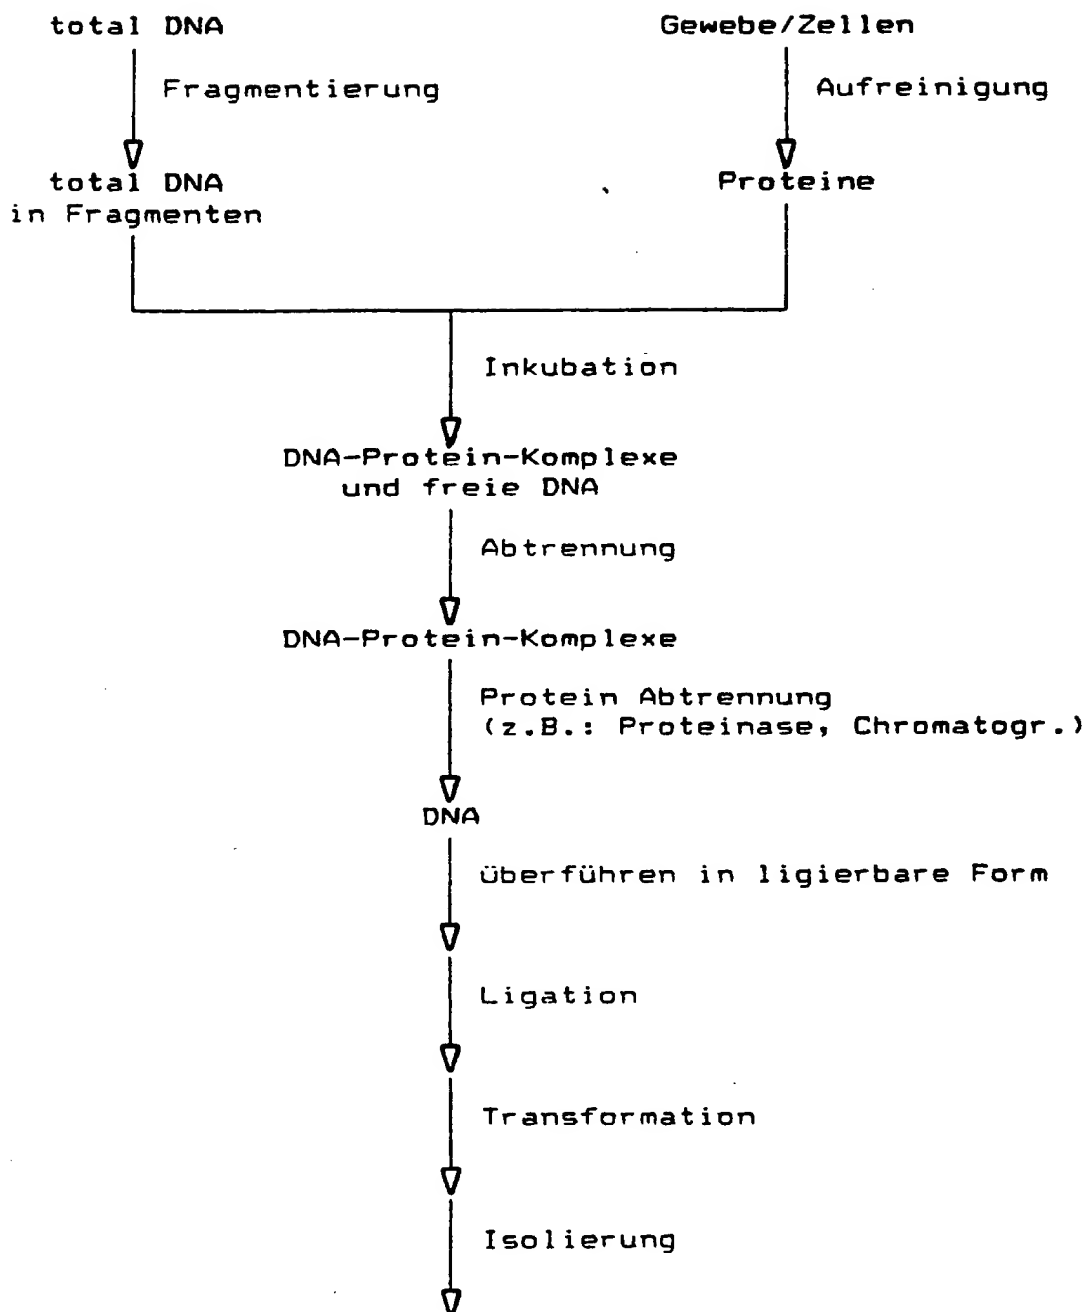 total DNA
Gewebe/Zellen
Fragmentierung
Aufreinigung
total DNA
in Fragmenten
Proteine
Inkubation
DNA-Protein-Komplexe
und freie DNA
Abtrennung
DNA-Protein-Komplexe
Protein Abtrennung
(z.B.: Proteinase, Chromatogr.)
DNA
überführen in ligierbare Form
Ligation
Transformation
Isolierung